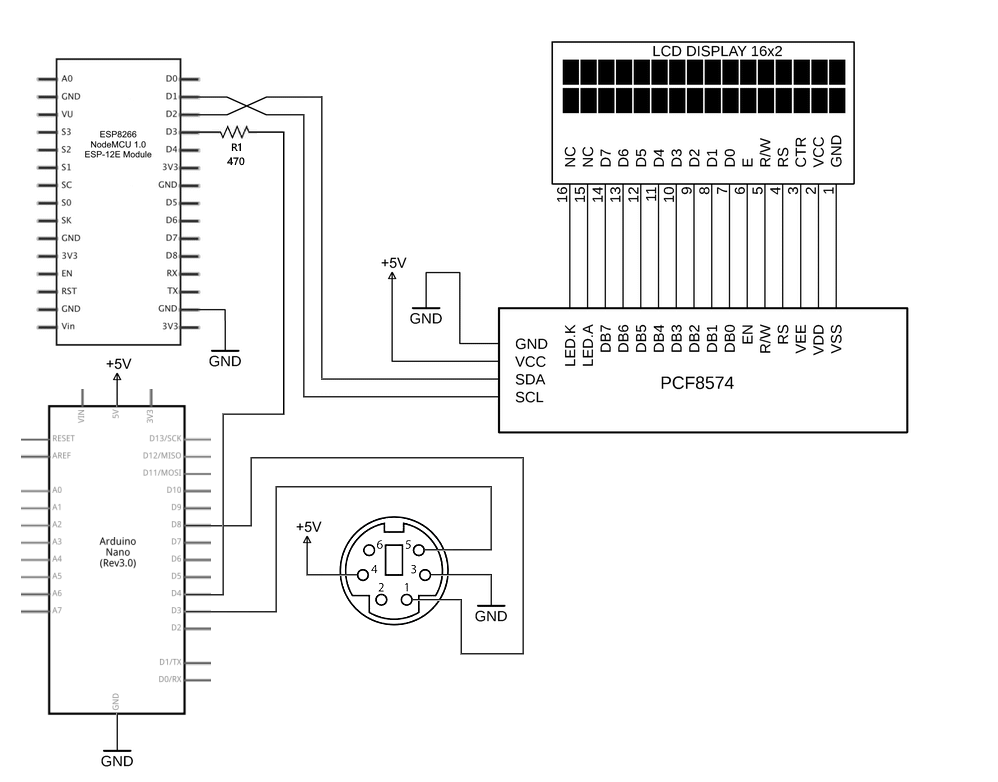 LCD DISPLAY 16x2
NC NC D7 D6 D5 D4 D3 D2 D1 D0 E R/W RS CTR VCC GND
16 15 14 13 12 11 10 9 8 7 6 5 4 3 2 1
LED.K LED.A DB7 DB6 DB5 DB4 DB3 DB2 DB1 DB0 EN R/W RS VEE VDD VSS
GND
VCC
SDA
SCL
PCF8574
+5V
GND
A0 D0
GND D1
VU D2
S3 D3
S2 D4
S1 3V3
SC GND
S0 D5
SK D6
GND D7
3V3 D8
EN RX
RST TX
GND GND
Vin 3V3
ESP8266
NodeMCU 1.0
ESP-12E Module
R1
470
GND
+5V
VIN 5V 3V3
RESET D13/SCK
AREF D12/MISO
D11/MOSI
A0 D10
A1 D9
A2 D8
A3 D7
A4 D6
A5 D5
A6 D4
A7 D3
D2
D1/TX
D0/RX
GND
Arduino
Nano
(Rev3.0)
GND
+5V
6 5
4 3
2 1
GND